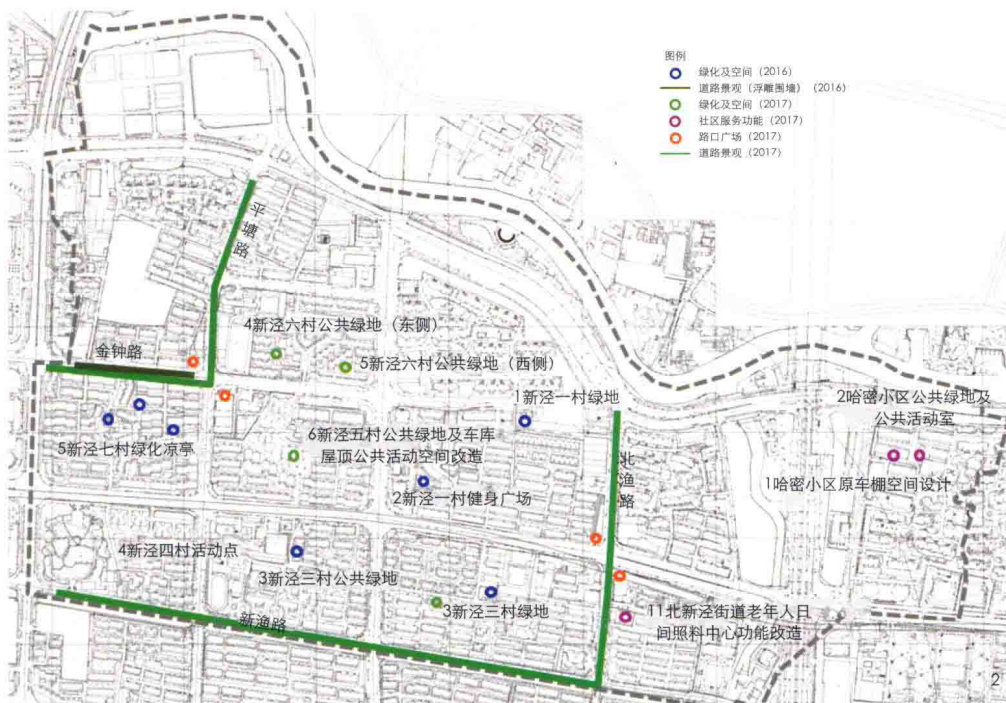 图例
绿化及空间（2016）
道路景观（浮雕围墙）（2016）
绿化及空间（2017）
社区服务功能（2017）
路口广场（2017）
道路景观（2017）
平塘路
4新泾六村公共绿地（东侧）
金钟路
5新泾六村公共绿地（西侧）
1新泾一村绿地
2哈密小区公共绿地及
公共活动室
5新泾七村绿化凉亭
6新泾五村公共绿地及车库
屋顶公共活动空间改造
北渔路
1哈密小区原车棚空间设计
2新泾一村健身广场
4新泾四村活动点
3新泾三村公共绿地
3新泾三村绿地
新渔路
11北新泾街道老年人日
间照料中心功能改造
2